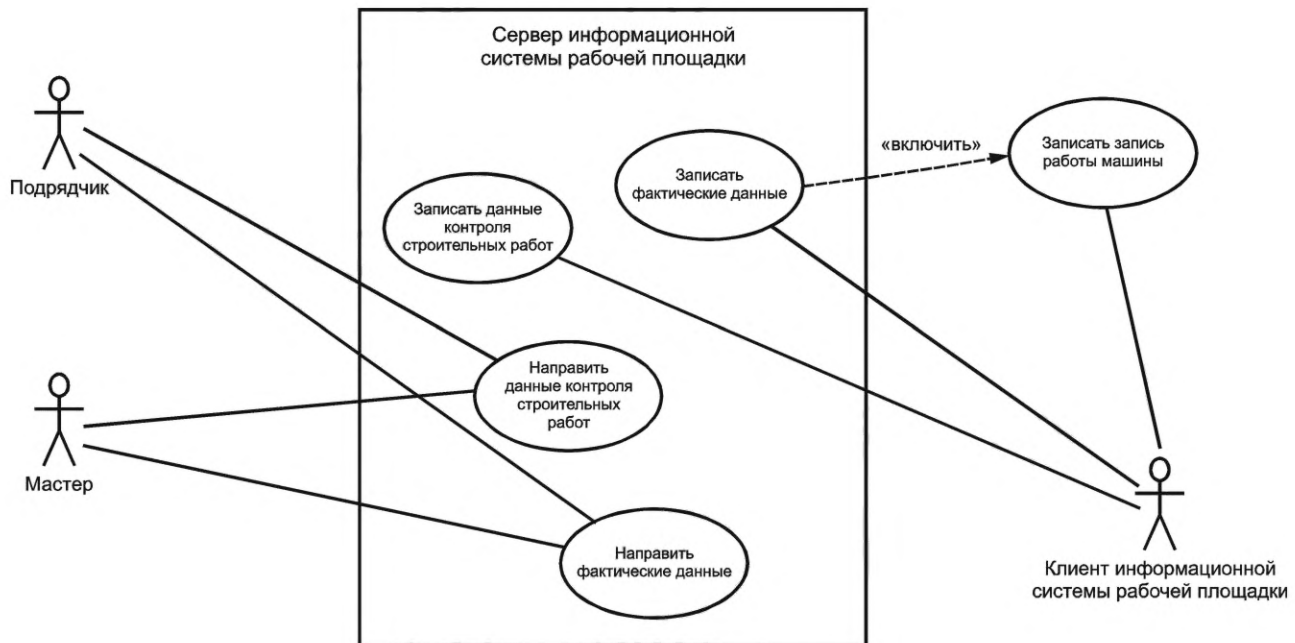 Сервер информационной
системы рабочей площадки
Подрядчик
Записать данные
контроля
строительных работ
Записать
фактические данные
«включить»
Записать запись
работы машины
Мастер
Направить
данные контроля
строительных
работ
Направить
фактические данные
Клиент информационной
системы рабочей площадки